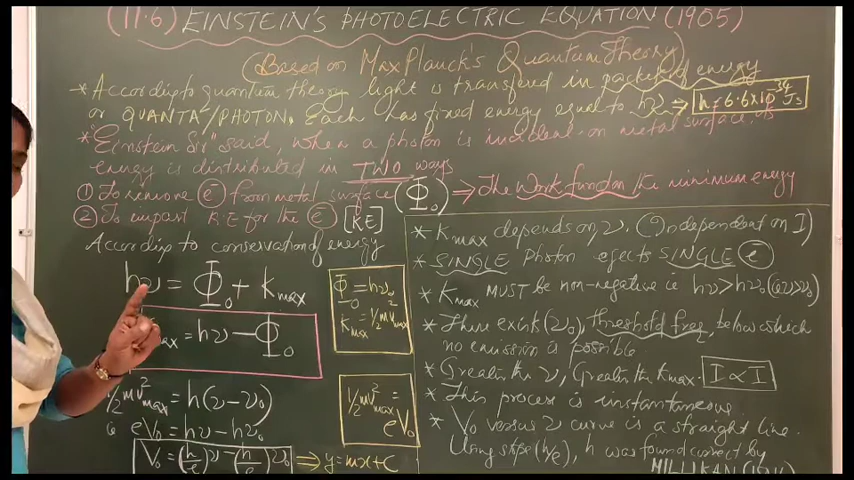 (11.6) EINSTEIN'S PHOTOELECTRIC EQUATION (1905)
(Based on Max Planck's Quantum Theory)
* According to quantum theory light is transferred in packets of energy
or QUANTA/PHOTON. Each has fixed energy equal to hν ⇒ h = 6.6×10⁻³⁴ Js
* "Einstein Sir" said, when a photon is incident on metal surface, its
energy is distributed in TWO ways
① To remove e⁻ from metal surface (Φ₀) ⇒ The Work function/the minimum energy
② To impart K.E for the e⁻ [KE]
According to conservation of energy
hν = Φ₀ + Kmax
max = hν − Φ₀
½mv²max = h(ν − ν₀)
eV₀ = hν − hν₀
V₀ = (h/e)ν − (h/e)ν₀ ⇒ y = mx + c
Φ₀ = hν₀
Kmax = ½mv²max
½mv²max = eV₀
* Kmax depends on ν. (Independent on I)
* SINGLE Photon ejects SINGLE e⁻
* Kmax MUST be non-negative ie hν > hν₀ (ie ν > ν₀)
* There exist (ν₀), threshold freq, below which
no emission is possible
* Greater the ν, Greater the Kmax. I ∝ I
* This process is instantaneous
* V₀ versus ν curve is a straight line.
Using slope (h/e), h was found correct by
MILLIKAN